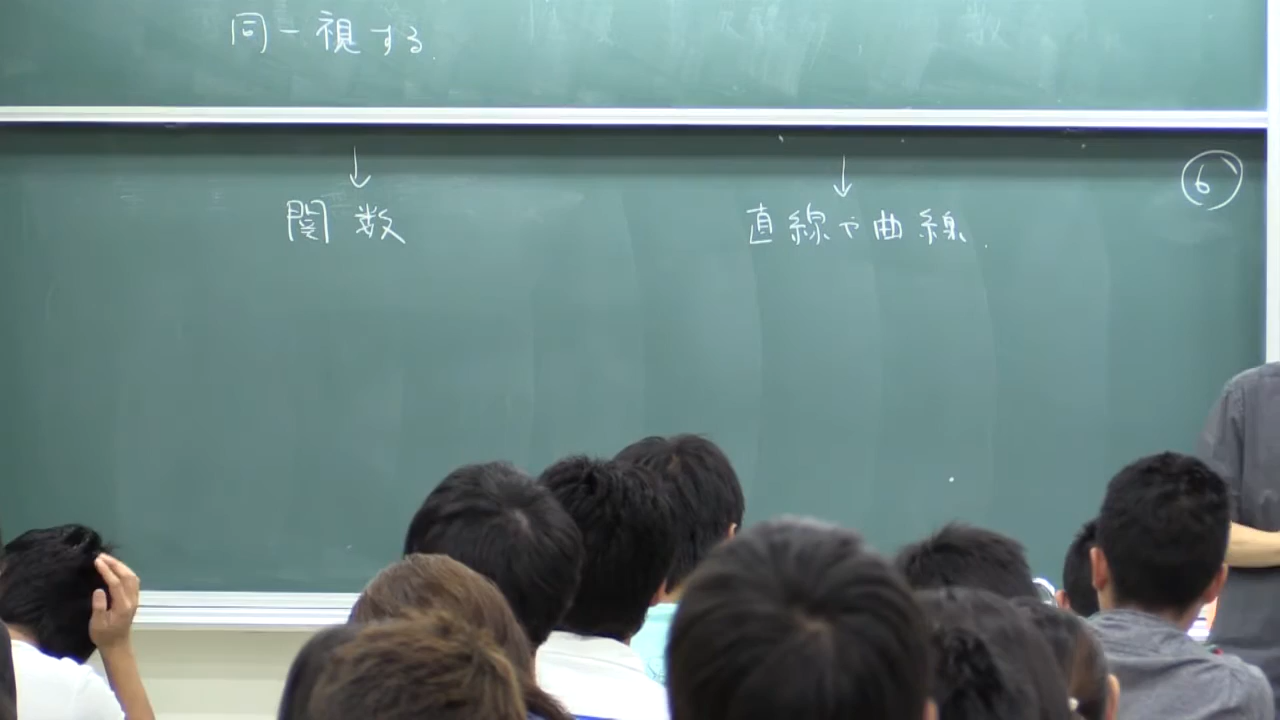 同一視する.
↓ ↓ ⑥
関数 直線や曲線.